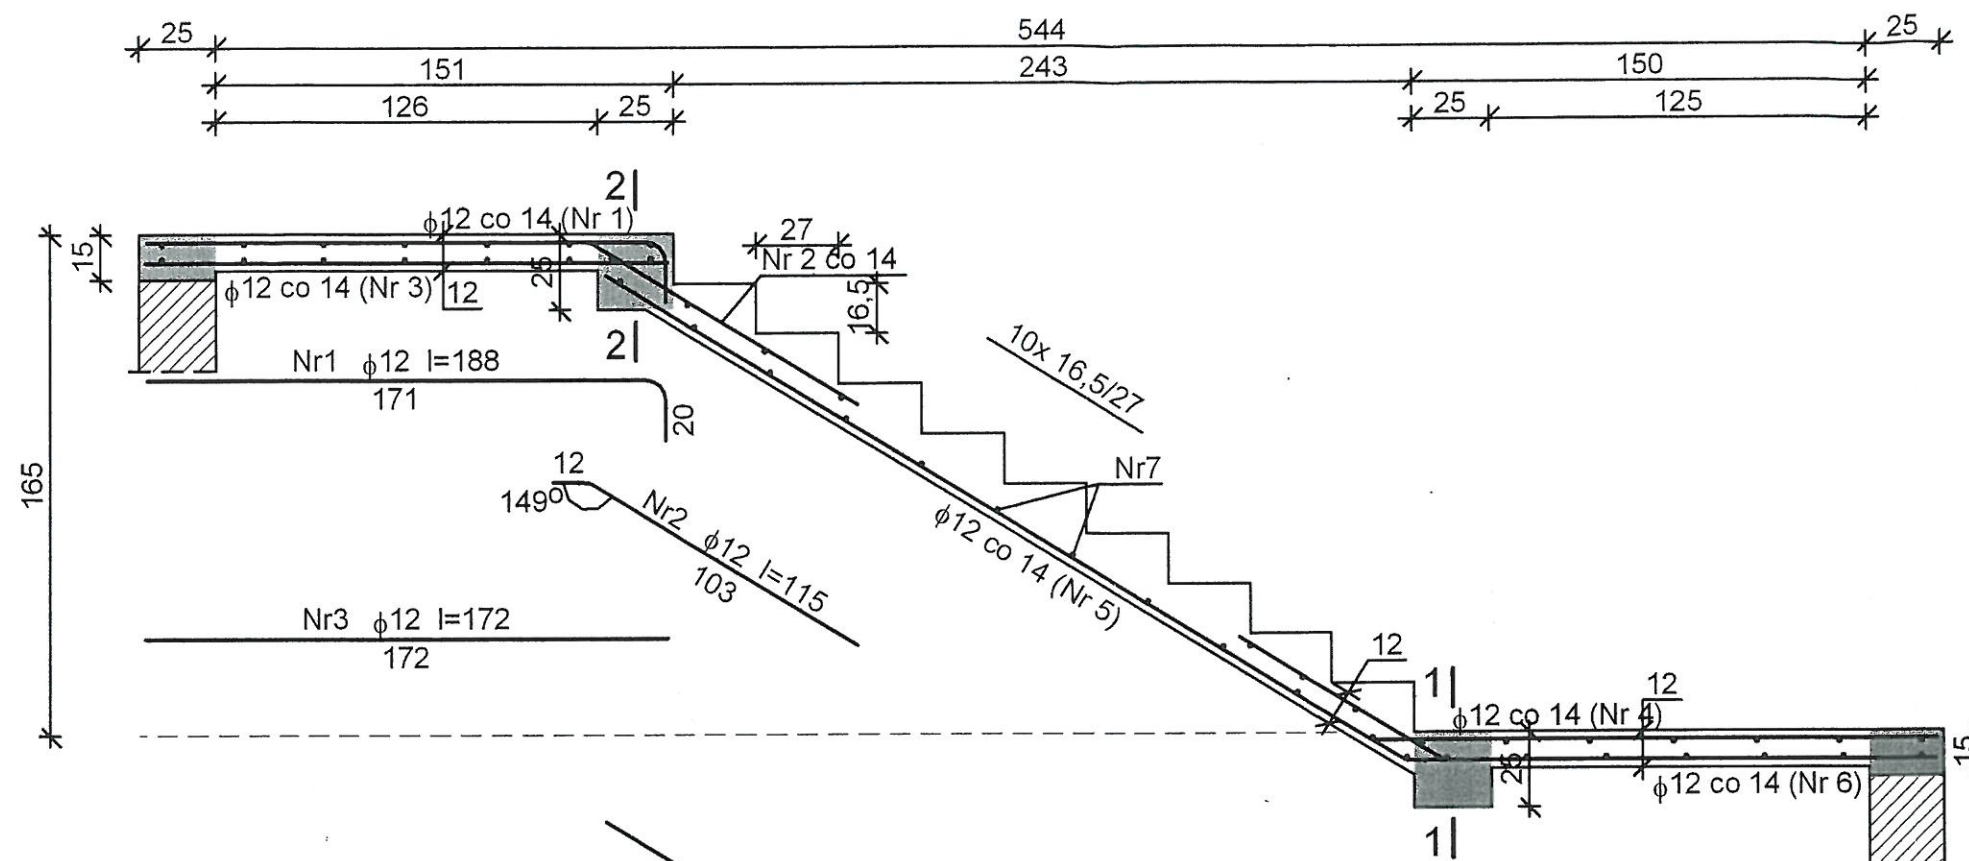 25 544 25
151 243 150
126 25 25 125
2
ϕ12 co 14 (Nr 1)
27
15
Nr 2 co 14
25
ϕ12 co 14 (Nr 3)
12
16,5
2
10x 16,5/27
Nr1 ϕ12 l=188
171
20
165
12
149°
Nr2 ϕ12 l=115
103
Nr7
ϕ12 co 14 (Nr 5)
Nr3 ϕ12 l=172
172
12
1
12
ϕ12 co 14 (Nr 4)
25
15
ϕ12 co 14 (Nr 6)
1